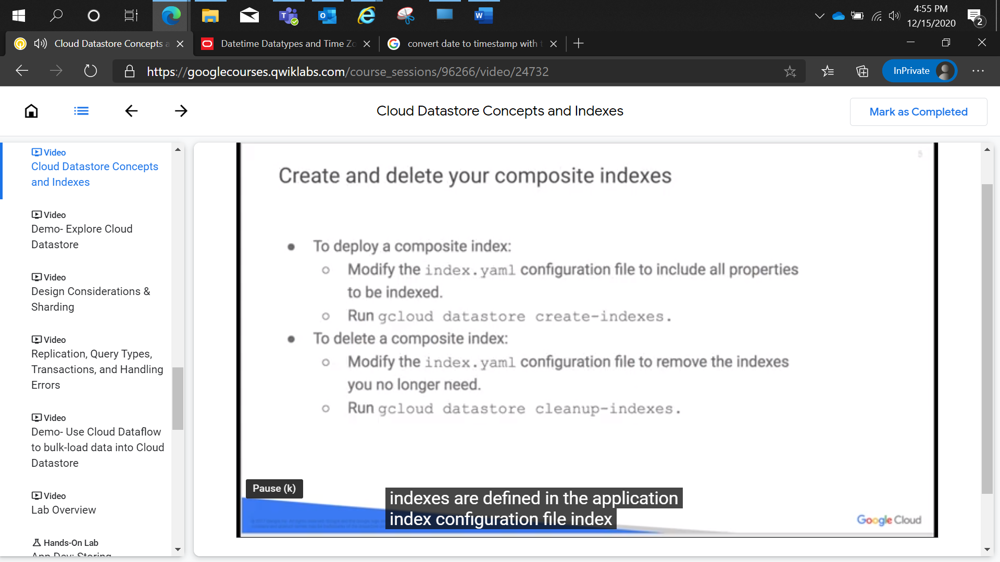 4:55 PM
12/15/2020
2
Cloud Datastore Concepts a
Datetime Datatypes and Time Zo
convert date to timestamp with t
https://googlecourses.qwiklabs.com/course_sessions/96266/video/24732
InPrivate
Cloud Datastore Concepts and Indexes
Mark as Completed
Video
Cloud Datastore Concepts
and Indexes
Video
Demo- Explore Cloud
Datastore
Video
Design Considerations &
Sharding
Video
Replication, Query Types,
Transactions, and Handling
Errors
Video
Demo- Use Cloud Dataflow
to bulk-load data into Cloud
Datastore
Video
Lab Overview
Hands-On Lab
App Dev: Storing
5
Create and delete your composite indexes
● To deploy a composite index:
○ Modify the index.yaml configuration file to include all properties
to be indexed.
○ Run gcloud datastore create-indexes.
● To delete a composite index:
○ Modify the index.yaml configuration file to remove the indexes
you no longer need.
○ Run gcloud datastore cleanup-indexes.
Pause (k)
indexes are defined in the application
index configuration file index
Google Cloud